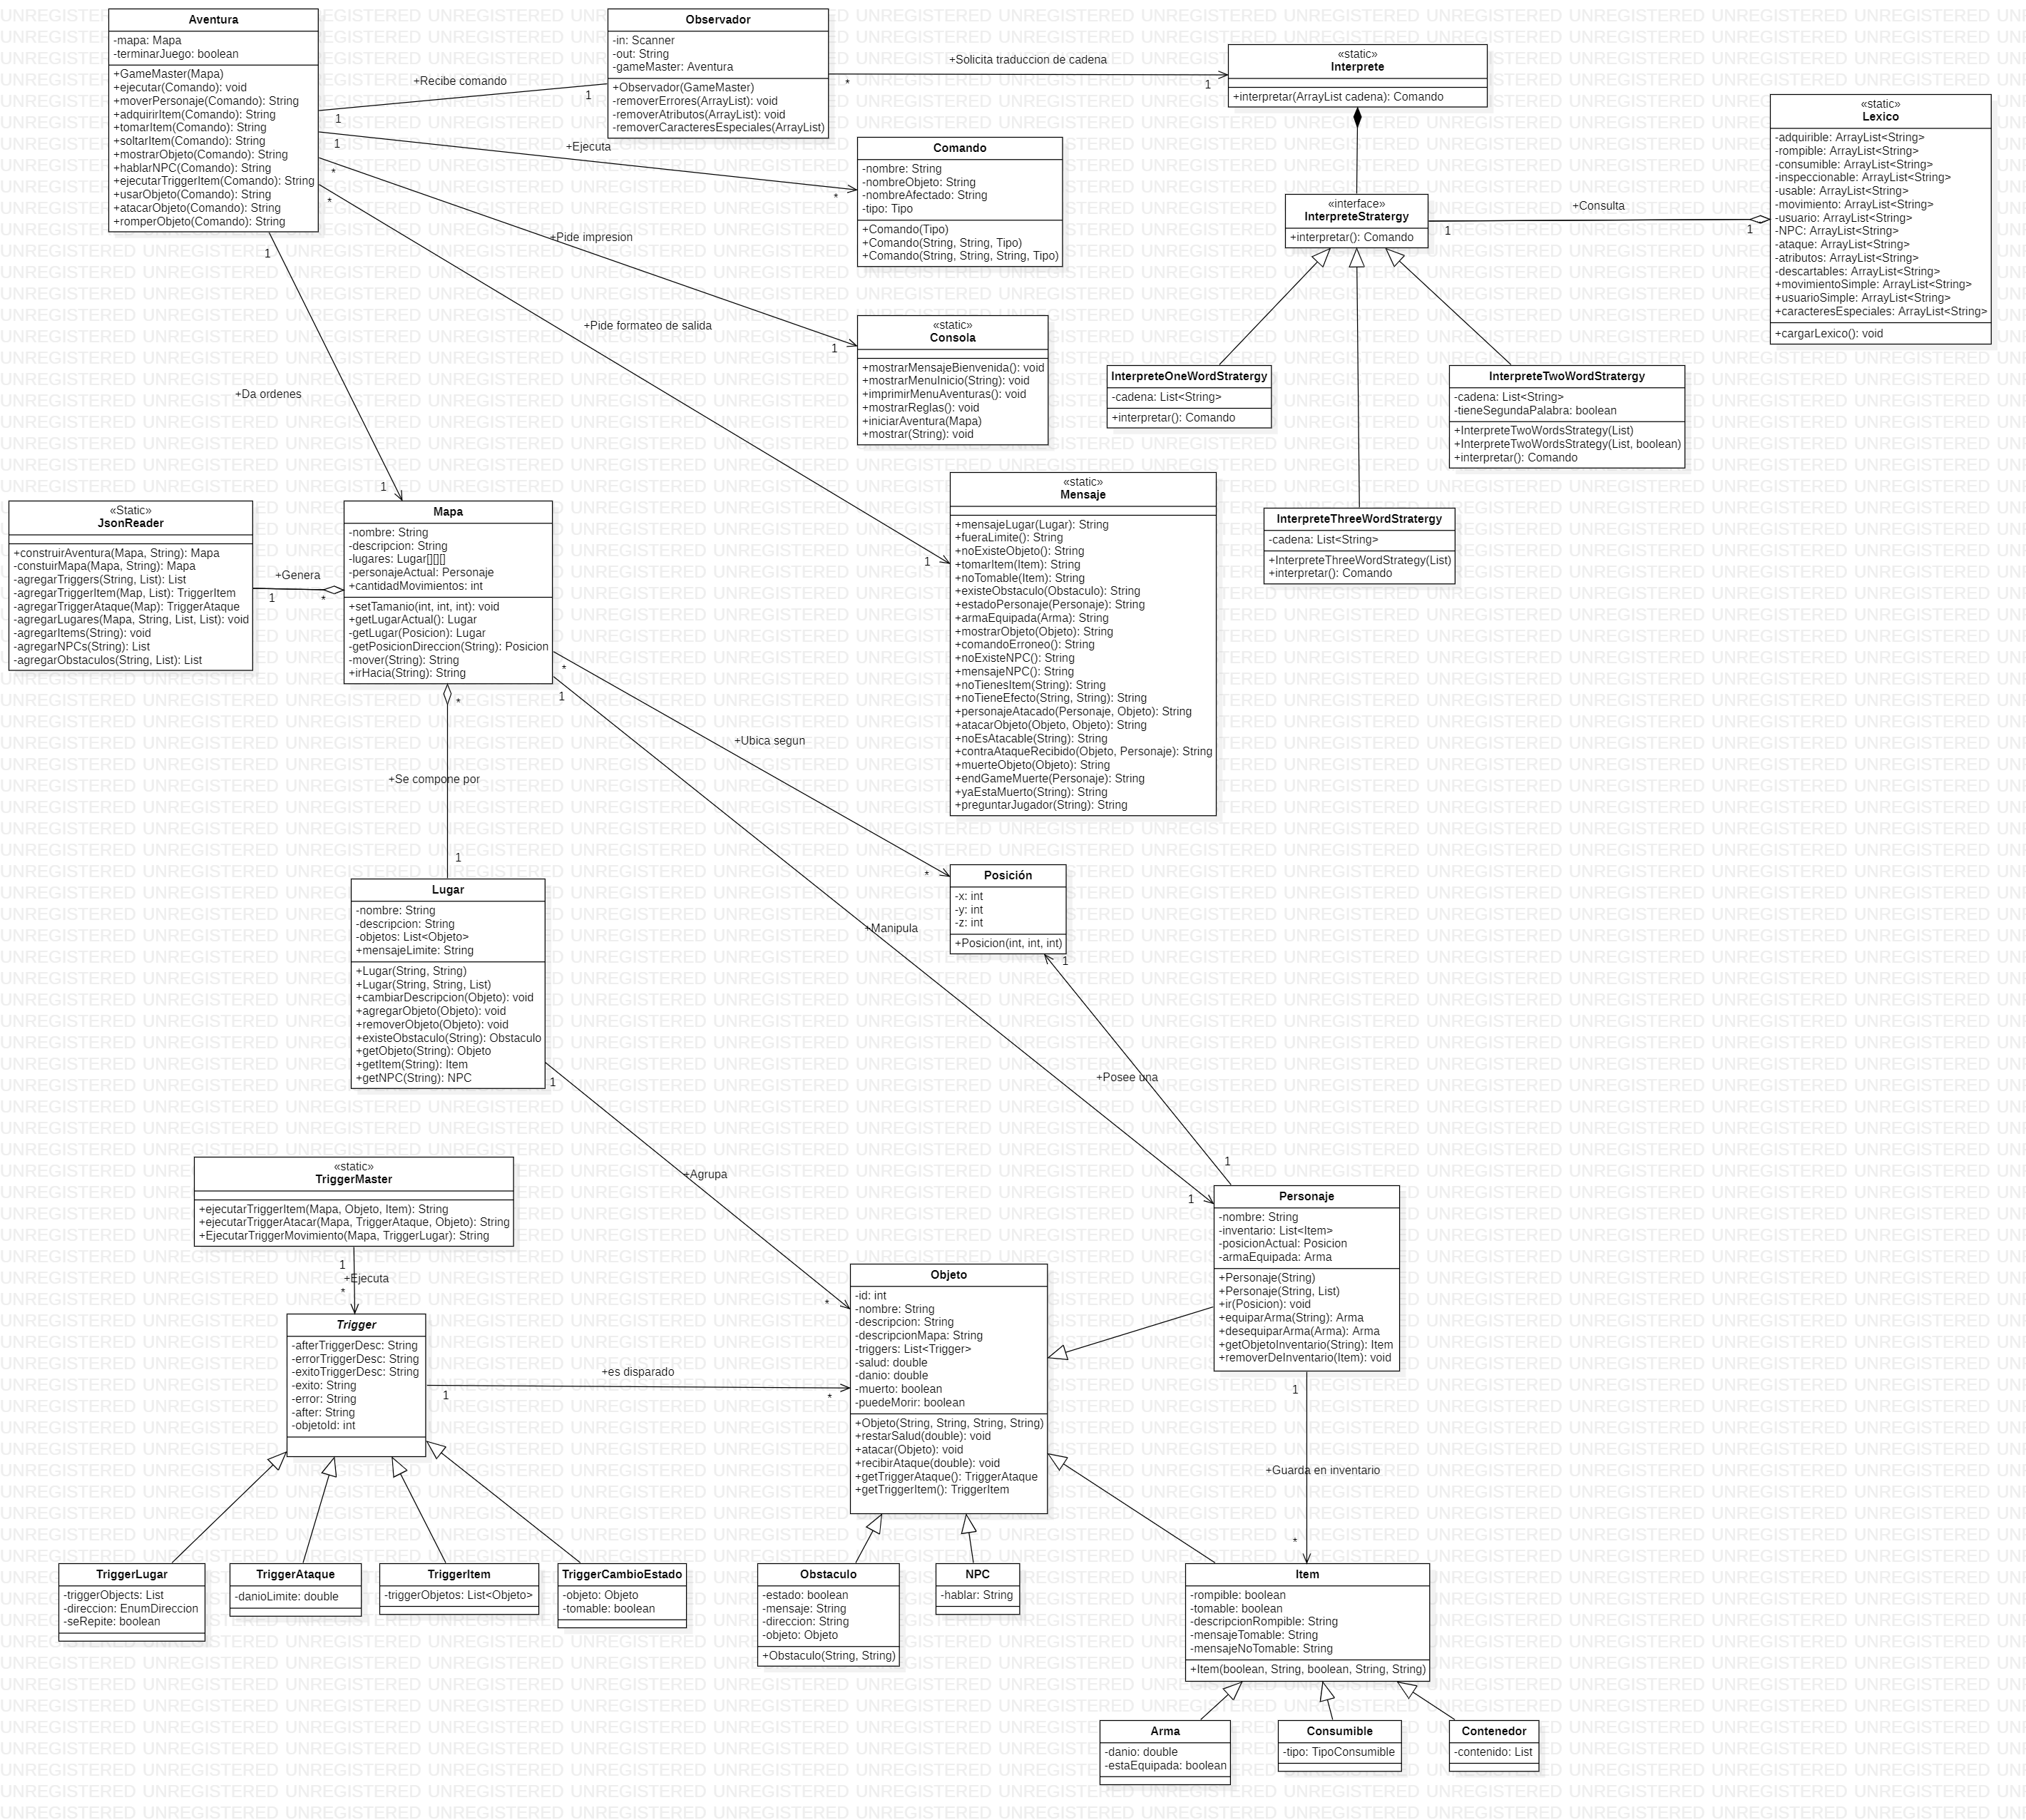 Aventura
-mapa: Mapa
-terminarJuego: boolean
+GameMaster(Mapa)
+ejecutar(Comando): void
+moverPersonaje(Comando): String
+adquirirItem(Comando): String
+tomarItem(Comando): String
+soltarItem(Comando): String
+mostrarObjeto(Comando): String
+hablarNPC(Comando): String
+ejecutarTriggerItem(Comando): String
+usarObjeto(Comando): String
+atacarObjeto(Comando): String
+romperObjeto(Comando): String
+Recibe comando
1
1
Observador
-in: Scanner
-out: String
-gameMaster: Aventura
+Observador(GameMaster)
-removerErrores(ArrayList): void
-removerAtributos(ArrayList): void
-removerCaracteresEspeciales(ArrayList)
+Solicita traduccion de cadena
*
1
«static»
Interprete
+interpretar(ArrayList cadena): Comando
«static»
Lexico
-adquirible: ArrayList<String>
-rompible: ArrayList<String>
-consumible: ArrayList<String>
-inspeccionable: ArrayList<String>
-usable: ArrayList<String>
-movimiento: ArrayList<String>
-usuario: ArrayList<String>
-NPC: ArrayList<String>
-ataque: ArrayList<String>
-atributos: ArrayList<String>
-descartables: ArrayList<String>
+movimientoSimple: ArrayList<String>
+usuarioSimple: ArrayList<String>
+caracteresEspeciales: ArrayList<String>
+cargarLexico(): void
1
+Ejecuta
*
Comando
-nombre: String
-nombreObjeto: String
-nombreAfectado: String
-tipo: Tipo
+Comando(Tipo)
+Comando(String, String, Tipo)
+Comando(String, String, String, Tipo)
«interface»
InterpreteStratergy
+interpretar(): Comando
+Consulta
1
1
*
+Pide impresion
1
«static»
Consola
+mostrarMensajeBienvenida(): void
+mostrarMenuInicio(String): void
+imprimirMenuAventuras(): void
+mostrarReglas(): void
+iniciarAventura(Mapa)
+mostrar(String): void
InterpreteOneWordStratergy
-cadena: List<String>
+interpretar(): Comando
InterpreteTwoWordStratergy
-cadena: List<String>
-tieneSegundaPalabra: boolean
+InterpreteTwoWordsStrategy(List)
+InterpreteTwoWordsStrategy(List, boolean)
+interpretar(): Comando
InterpreteThreeWordStratergy
-cadena: List<String>
+InterpreteThreeWordStrategy(List)
+interpretar(): Comando
*
+Pide formateo de salida
1
«static»
Mensaje
+mensajeLugar(Lugar): String
+fueraLimite(): String
+noExisteObjeto(): String
+tomarItem(Item): String
+noTomable(Item): String
+existeObstaculo(Obstaculo): String
+estadoPersonaje(Personaje): String
+armaEquipada(Arma): String
+mostrarObjeto(Objeto): String
+comandoErroneo(): String
+noExisteNPC(): String
+mensajeNPC(): String
+noTienesItem(String): String
+noTieneEfecto(String, String): String
+personajeAtacado(Personaje, Objeto): String
+atacarObjeto(Objeto, Objeto): String
+noEsAtacable(String): String
+contraAtaqueRecibido(Objeto, Personaje): String
+muerteObjeto(Objeto): String
+endGameMuerte(Personaje): String
+yaEstaMuerto(String): String
+preguntarJugador(String): String
1
+Da ordenes
1
«Static»
JsonReader
+construirAventura(Mapa, String): Mapa
-constuirMapa(Mapa, String): Mapa
-agregarTriggers(String, List): List
-agregarTriggerItem(Map, List): TriggerItem
-agregarTriggerAtaque(Map): TriggerAtaque
-agregarLugares(Mapa, String, List, List): void
-agregarItems(String): void
-agregarNPCs(String): List
-agregarObstaculos(String, List): List
+Genera
1
*
Mapa
-nombre: String
-descripcion: String
-lugares: Lugar[][][]
-personajeActual: Personaje
+cantidadMovimientos: int
+setTamanio(int, int, int): void
+getLugarActual(): Lugar
-getLugar(Posicion): Lugar
-getPosicionDireccion(String): Posicion
-mover(String): String
+irHacia(String): String
*
+Se compone por
1
*
+Ubica segun
*
1
+Manipula
1
Posición
-x: int
-y: int
-z: int
+Posicion(int, int, int)
1
+Posee una
1
Lugar
-nombre: String
-descripcion: String
-objetos: List<Objeto>
+mensajeLimite: String
+Lugar(String, String)
+Lugar(String, String, List)
+cambiarDescripcion(Objeto): void
+agregarObjeto(Objeto): void
+removerObjeto(Objeto): void
+existeObstaculo(String): Obstaculo
+getObjeto(String): Objeto
+getItem(String): Item
+getNPC(String): NPC
1
+Agrupa
*
«static»
TriggerMaster
+ejecutarTriggerItem(Mapa, Objeto, Item): String
+ejecutarTriggerAtacar(Mapa, TriggerAtaque, Objeto): String
+EjecutarTriggerMovimiento(Mapa, TriggerLugar): String
1
+Ejecuta
*
Trigger
-afterTriggerDesc: String
-errorTriggerDesc: String
-exitoTriggerDesc: String
-exito: String
-error: String
-after: String
-objetoId: int
+es disparado
1
*
Objeto
-id: int
-nombre: String
-descripcion: String
-descripcionMapa: String
-triggers: List<Trigger>
-salud: double
-danio: double
-muerto: boolean
-puedeMorir: boolean
+Objeto(String, String, String, String)
+restarSalud(double): void
+atacar(Objeto): void
+recibirAtaque(double): void
+getTriggerAtaque(): TriggerAtaque
+getTriggerItem(): TriggerItem
Personaje
-nombre: String
-inventario: List<Item>
-posicionActual: Posicion
-armaEquipada: Arma
+Personaje(String)
+Personaje(String, List)
+ir(Posicion): void
+equiparArma(String): Arma
+desequiparArma(Arma): Arma
+getObjetoInventario(String): Item
+removerDeInventario(Item): void
1
+Guarda en inventario
*
TriggerLugar
-triggerObjects: List
-direccion: EnumDireccion
-seRepite: boolean
TriggerAtaque
-danioLimite: double
TriggerItem
-triggerObjetos: List<Objeto>
TriggerCambioEstado
-objeto: Objeto
-tomable: boolean
Obstaculo
-estado: boolean
-mensaje: String
-direccion: String
-objeto: Objeto
+Obstaculo(String, String)
NPC
-hablar: String
Item
-rompible: boolean
-tomable: boolean
-descripcionRompible: String
-mensajeTomable: String
-mensajeNoTomable: String
+Item(boolean, String, boolean, String, String)
Arma
-danio: double
-estaEquipada: boolean
Consumible
-tipo: TipoConsumible
Contenedor
-contenido: List
UNREGISTERED